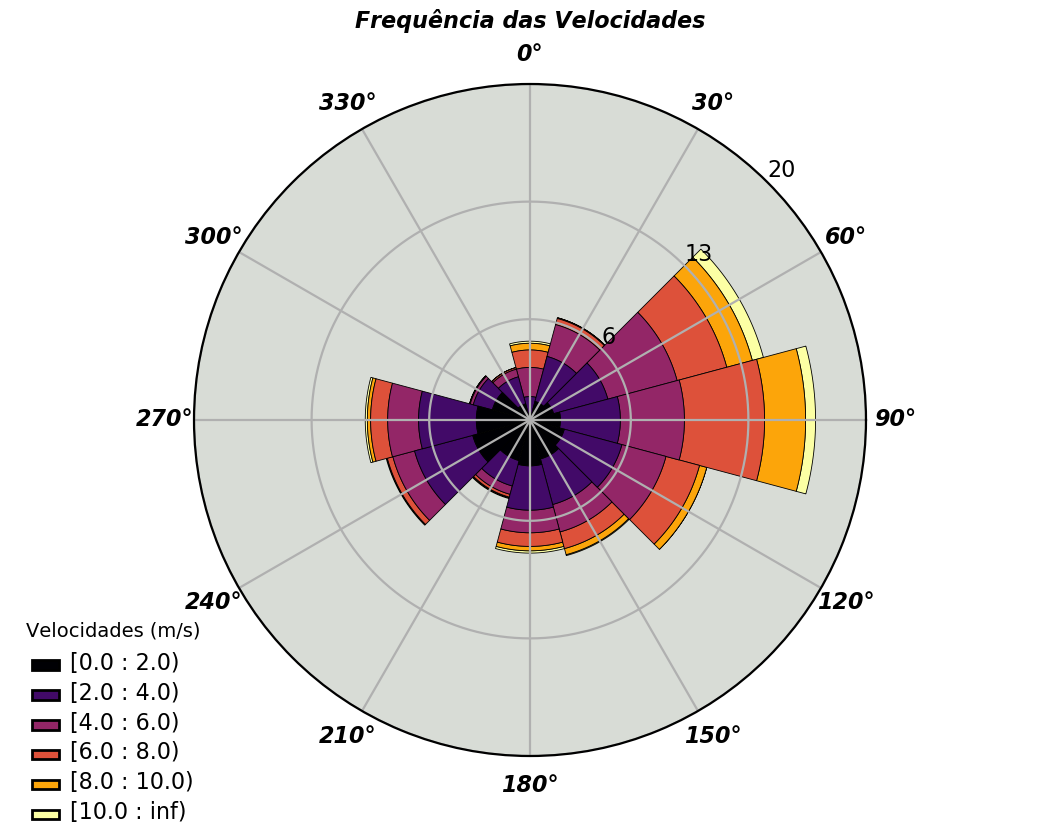 Frequência das Velocidades
0°
330°
30°
20
300°
60°
13
6
270°
90°
240°
120°
210°
150°
180°
Velocidades (m/s)
[0.0 : 2.0)
[2.0 : 4.0)
[4.0 : 6.0)
[6.0 : 8.0)
[8.0 : 10.0)
[10.0 : inf)